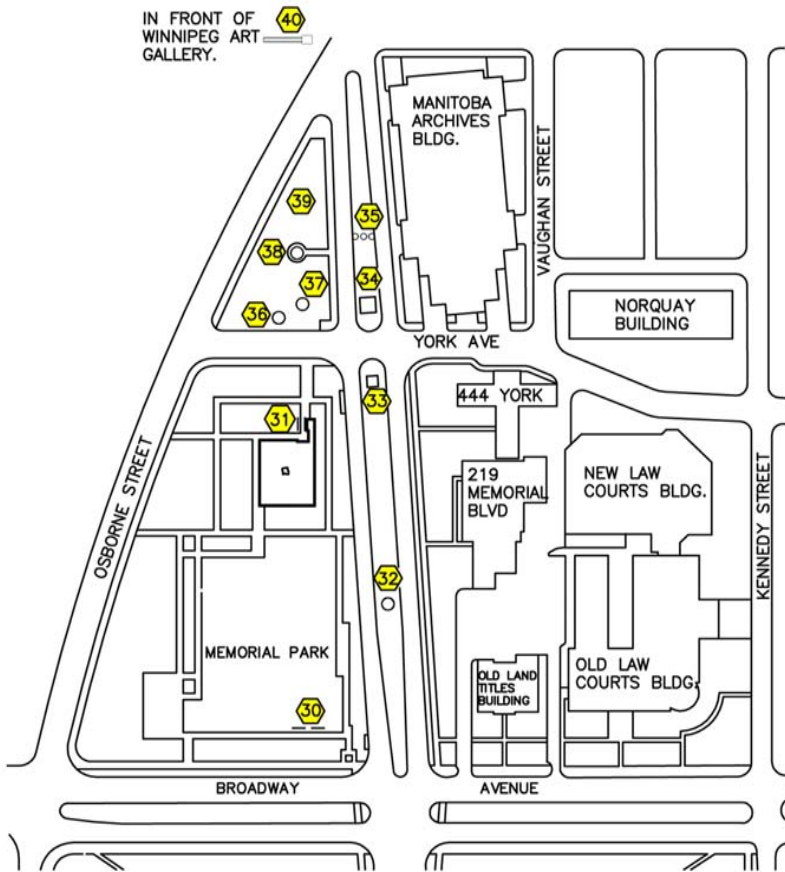 IN FRONT OF
WINNIPEG ART
GALLERY.
40
MANITOBA
ARCHIVES
BLDG.
VAUGHAN STREET
39
35
38
34
37
36
NORQUAY
BUILDING
YORK AVE
33
444 YORK
31
OSBORNE STREET
219
MEMORIAL
BLVD
NEW LAW
COURTS BLDG.
KENNEDY STREET
32
MEMORIAL PARK
OLD LAND
TITLES
BUILDING
OLD LAW
COURTS BLDG.
30
BROADWAY
AVENUE